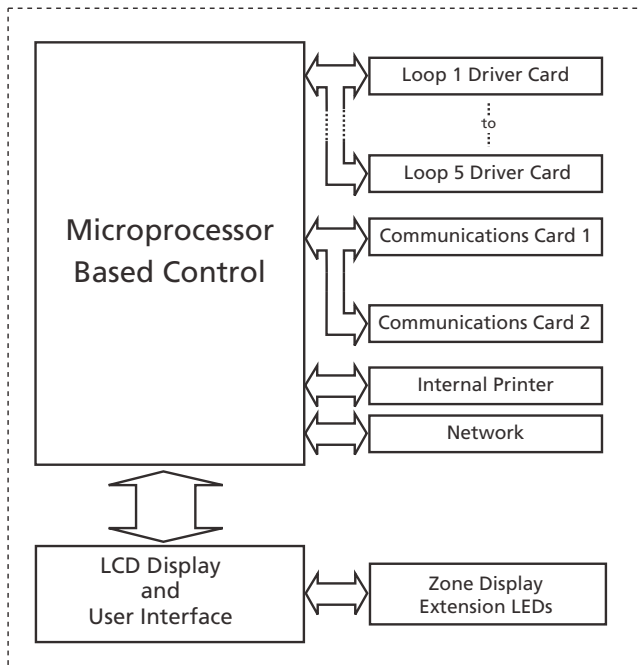 Loop 1 Driver Card
to
Loop 5 Driver Card
Microprocessor
Based Control
Communications Card 1
Communications Card 2
Internal Printer
Network
LCD Display
and
User Interface
Zone Display
Extension LEDs